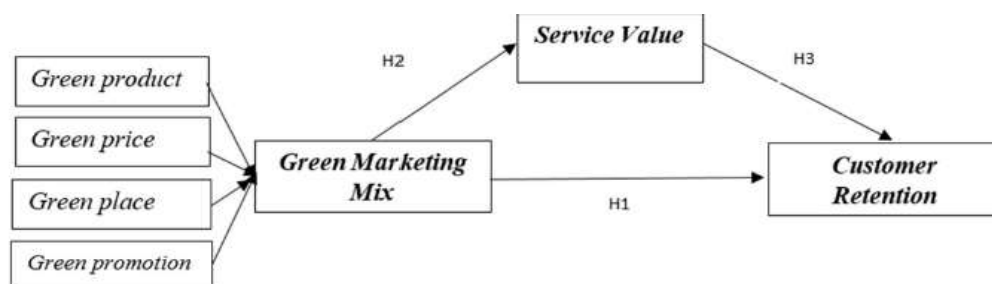 Service Value
H2
H3
Green product
Green price
Green place
Green promotion
Green Marketing
Mix
H1
Customer
Retention